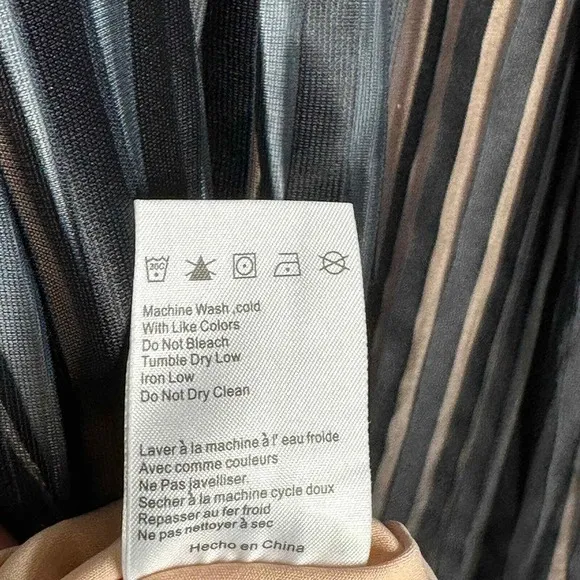 30C
Machine Wash ,cold
With Like Colors
Do Not Bleach
Tumble Dry Low
Iron Low
Do Not Dry Clean
Laver à la machine à l' eau froide
Avec comme couleurs
Ne Pas javelliser.
Secher à la machine cycle doux
Repasser au fer froid
Ne pas nettoyer à sec
Hecho en China